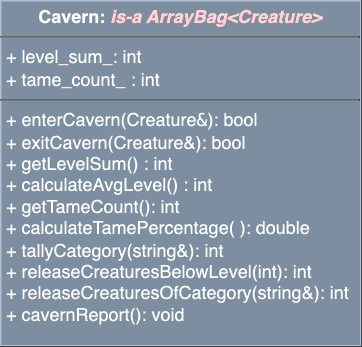 Cavern: is-a ArrayBag<Creature>
+ level_sum_: int
+ tame_count_ : int
+ enterCavern(Creature&): bool
+ exitCavern(Creature&): bool
+ getLevelSum() : int
+ calculateAvgLevel() : int
+ getTameCount(): int
+ calculateTamePercentage( ): double
+ tallyCategory(string&): int
+ releaseCreaturesBelowLevel(int): int
+ releaseCreaturesOfCategory(string&): int
+ cavernReport(): void